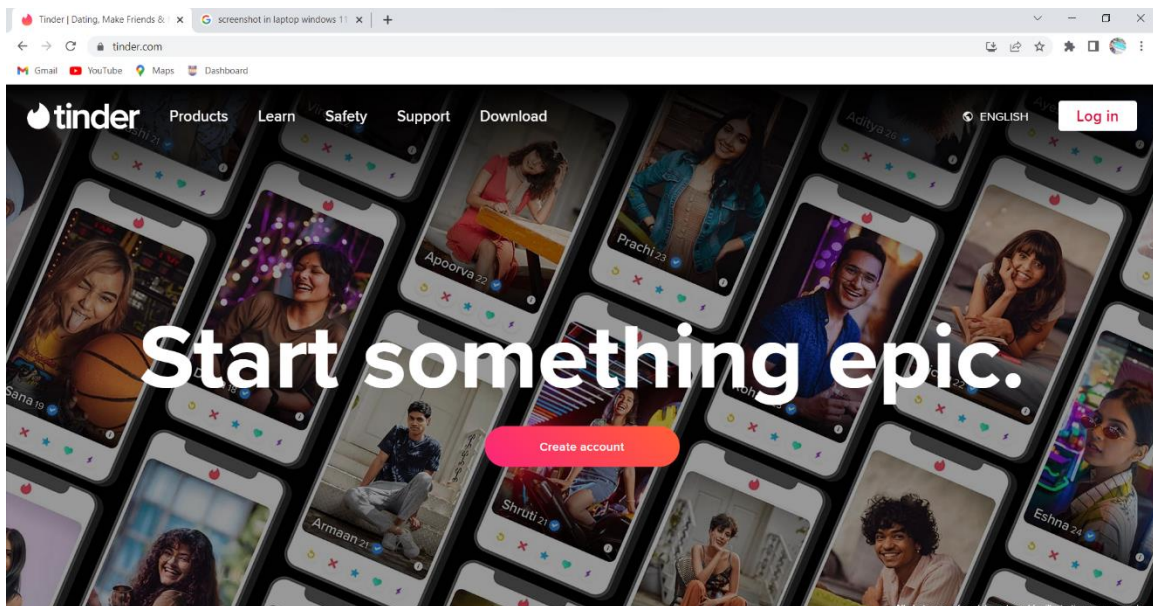 Tinder | Dating, Make Friends &
screenshot in laptop windows 11
tinder.com
Gmail YouTube Maps Dashboard
tinder Products Learn Safety Support Download ENGLISH Log in
Aditya 26
Prachi 23
Apoorva 22
Start something epic.
Sana 19
Create account
Shruti 21
Armaan 21
Eshna 24